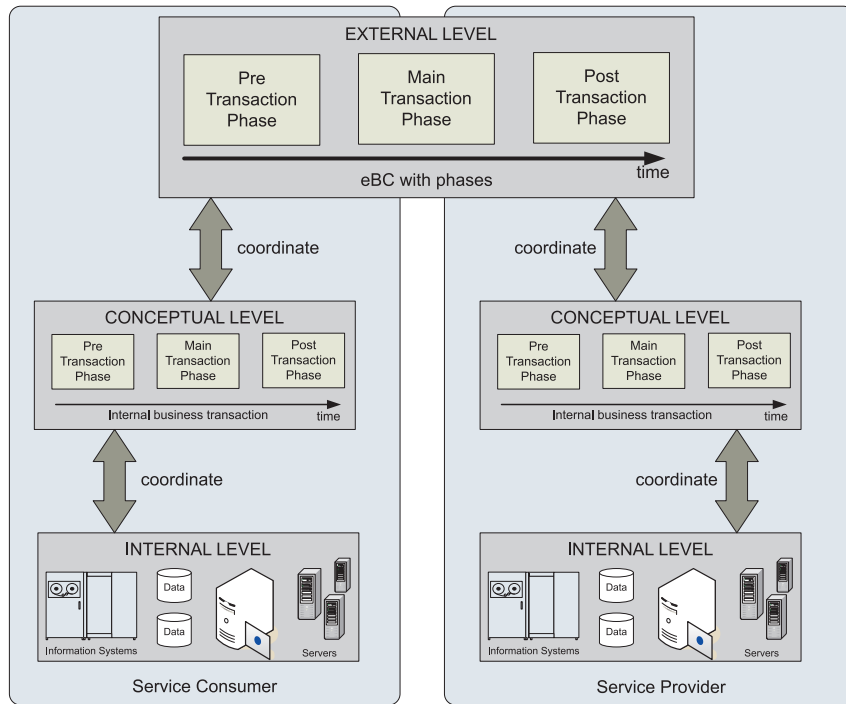 EXTERNAL LEVEL
Pre
Transaction
Phase
Main
Transaction
Phase
Post
Transaction
Phase
time
eBC with phases
coordinate
coordinate
CONCEPTUAL LEVEL
Pre
Transaction
Phase
Main
Transaction
Phase
Post
Transaction
Phase
Internal business transaction
time
CONCEPTUAL LEVEL
Pre
Transaction
Phase
Main
Transaction
Phase
Post
Transaction
Phase
Internal business transaction
time
coordinate
coordinate
INTERNAL LEVEL
Data
Data
Information Systems
Servers
INTERNAL LEVEL
Data
Data
Information Systems
Servers
Service Consumer
Service Provider